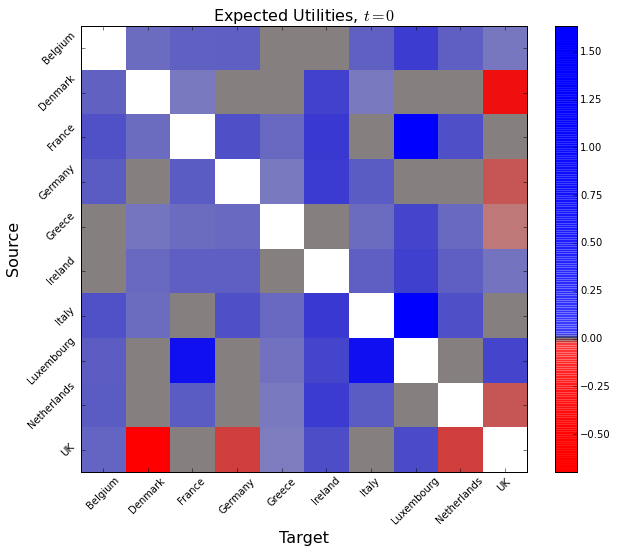 Expected Utilities, t = 0
Source
Belgium
Denmark
France
Germany
Greece
Ireland
Italy
Luxembourg
Netherlands
UK
Belgium
Denmark
France
Germany
Greece
Ireland
Italy
Luxembourg
Netherlands
UK
Target
1.50
1.25
1.00
0.75
0.50
0.25
0.00
−0.25
−0.50